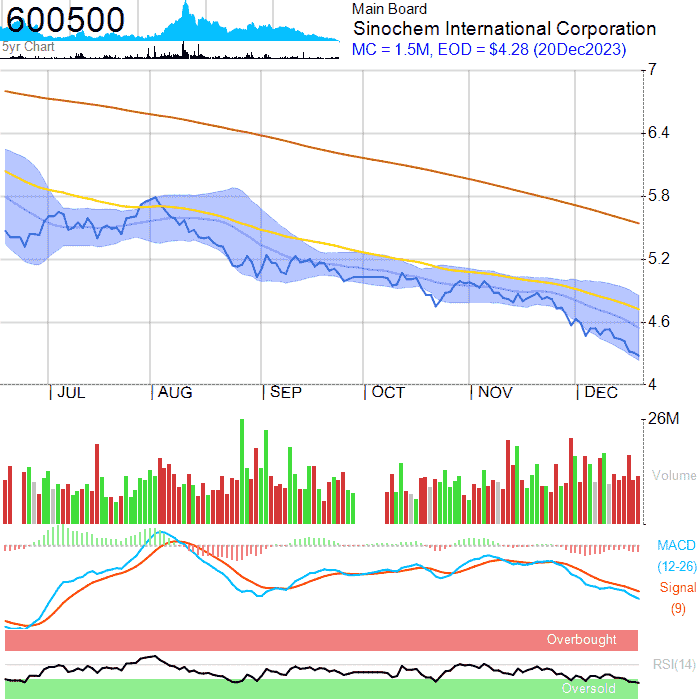 600500
5yr Chart
Main Board
Sinochem International Corporation
MC = 1.5M, EOD = $4.28 (20Dec2023)
7
6.4
5.8
5.2
4.6
4
JUL AUG SEP OCT NOV DEC
26M
Volume
MACD
(12-26)
Signal
(9)
Overbought
RSI(14)
Oversold